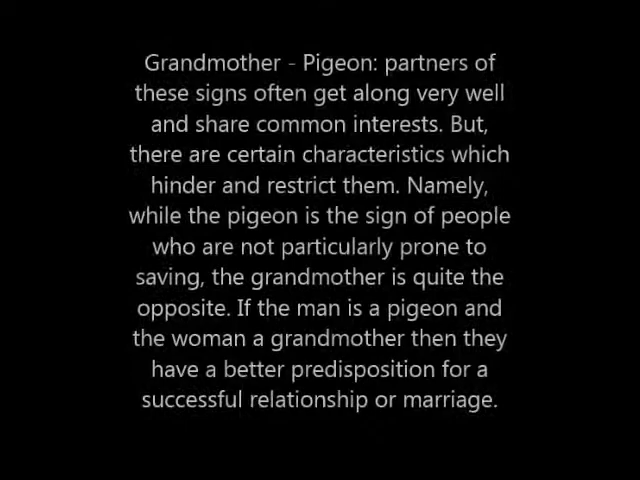 Grandmother - Pigeon: partners of
these signs often get along very well
and share common interests. But,
there are certain characteristics which
hinder and restrict them. Namely,
while the pigeon is the sign of people
who are not particularly prone to
saving, the grandmother is quite the
opposite. If the man is a pigeon and
the woman a grandmother then they
have a better predisposition for a
successful relationship or marriage.